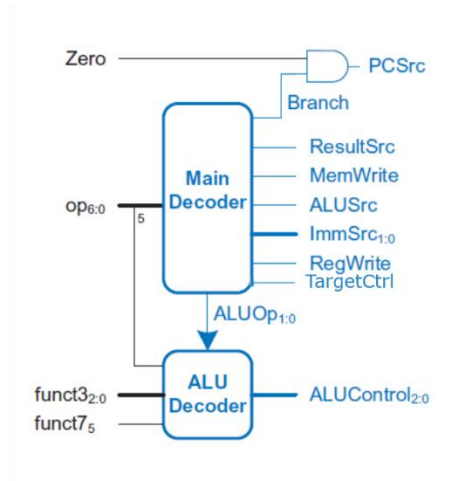 Zero
PCSrc
Branch
ResultSrc
Main
Decoder
MemWrite
op6:0
5
ALUSrc
ImmSrc1:0
RegWrite
TargetCtrl
ALUOp1:0
ALU
Decoder
funct32:0
ALUControl2:0
funct75